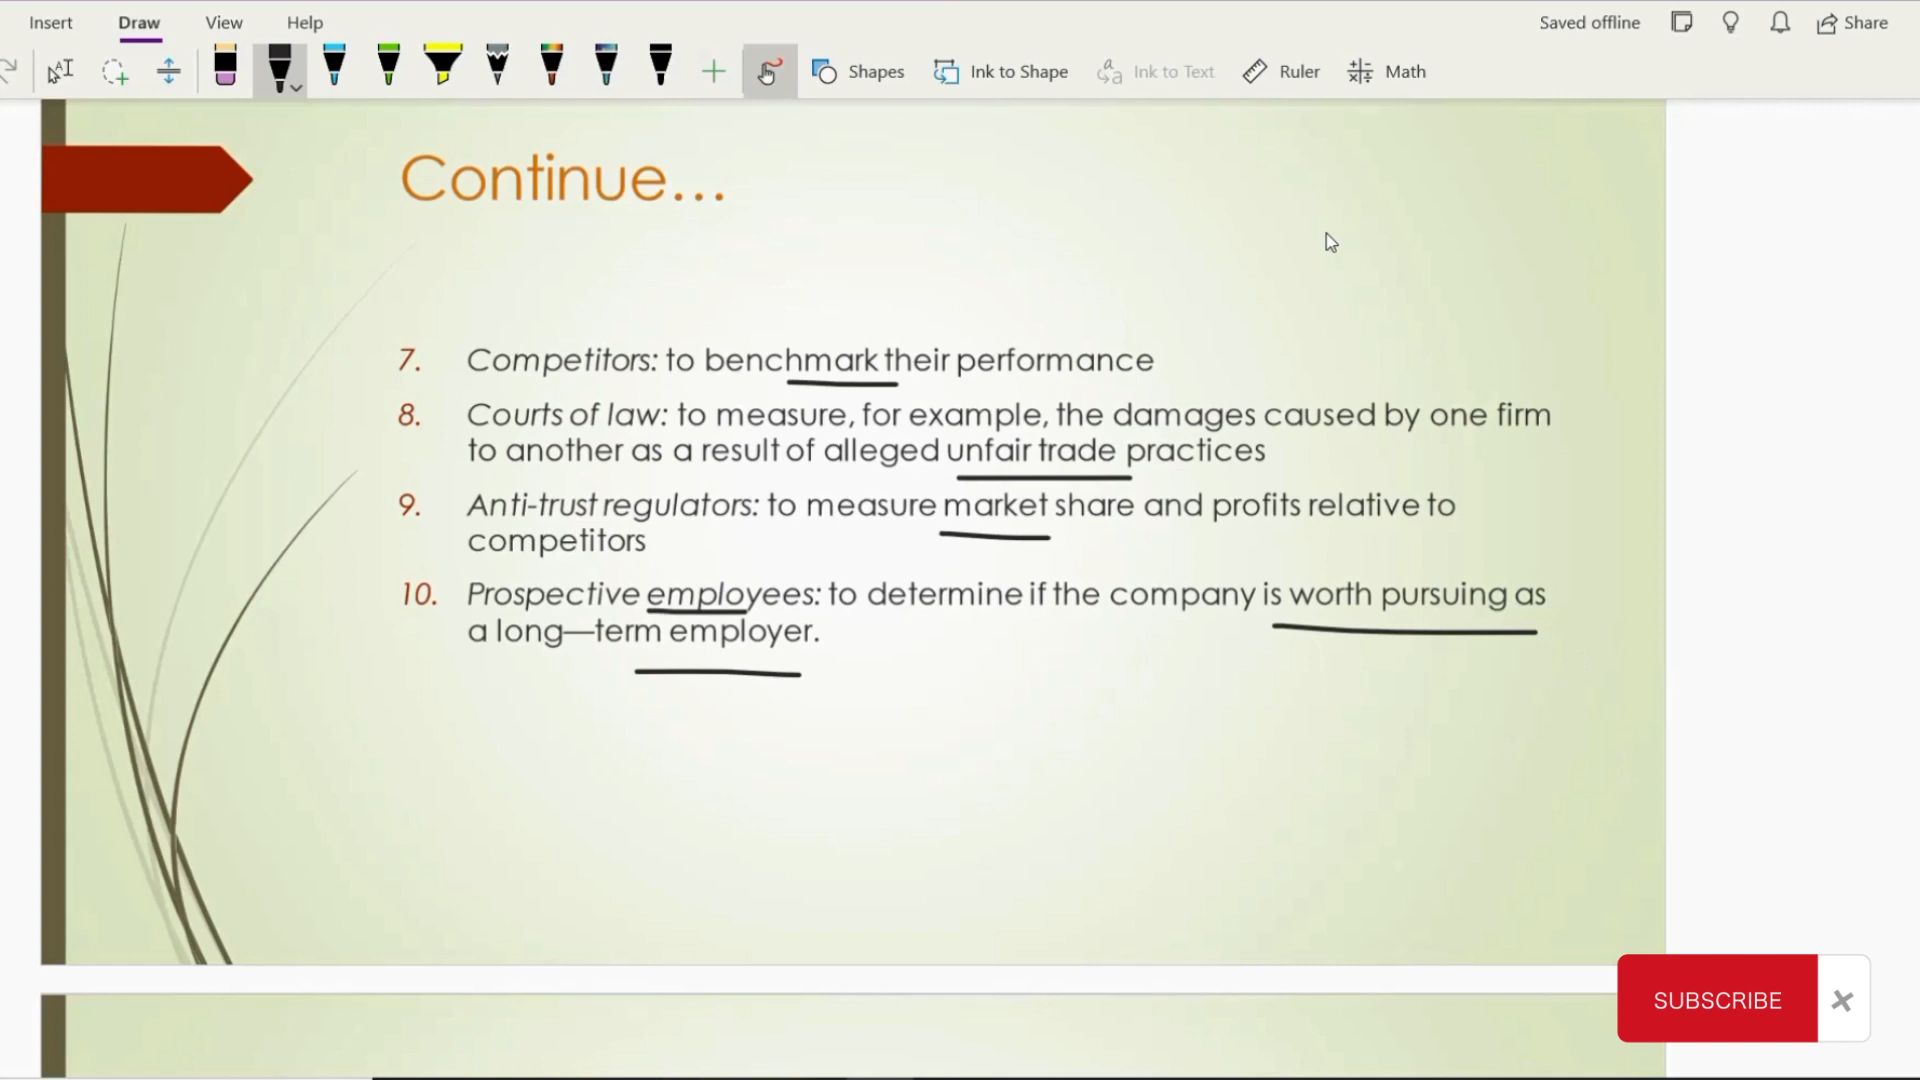 Insert Draw View Help Saved offline Share
Shapes Ink to Shape Ink to Text Ruler Math
Continue...
7. Competitors: to benchmark their performance
8. Courts of law: to measure, for example, the damages caused by one firm
to another as a result of alleged unfair trade practices
9. Anti-trust regulators: to measure market share and profits relative to
competitors
10. Prospective employees: to determine if the company is worth pursuing as
a long—term employer.
SUBSCRIBE